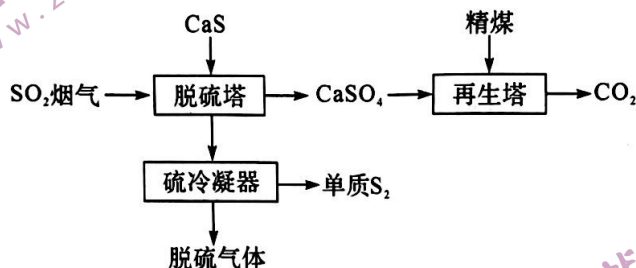 CaS
精煤
SO₂烟气
脱硫塔
CaSO₄
再生塔
CO₂
硫冷凝器
单质S₂
脱硫气体